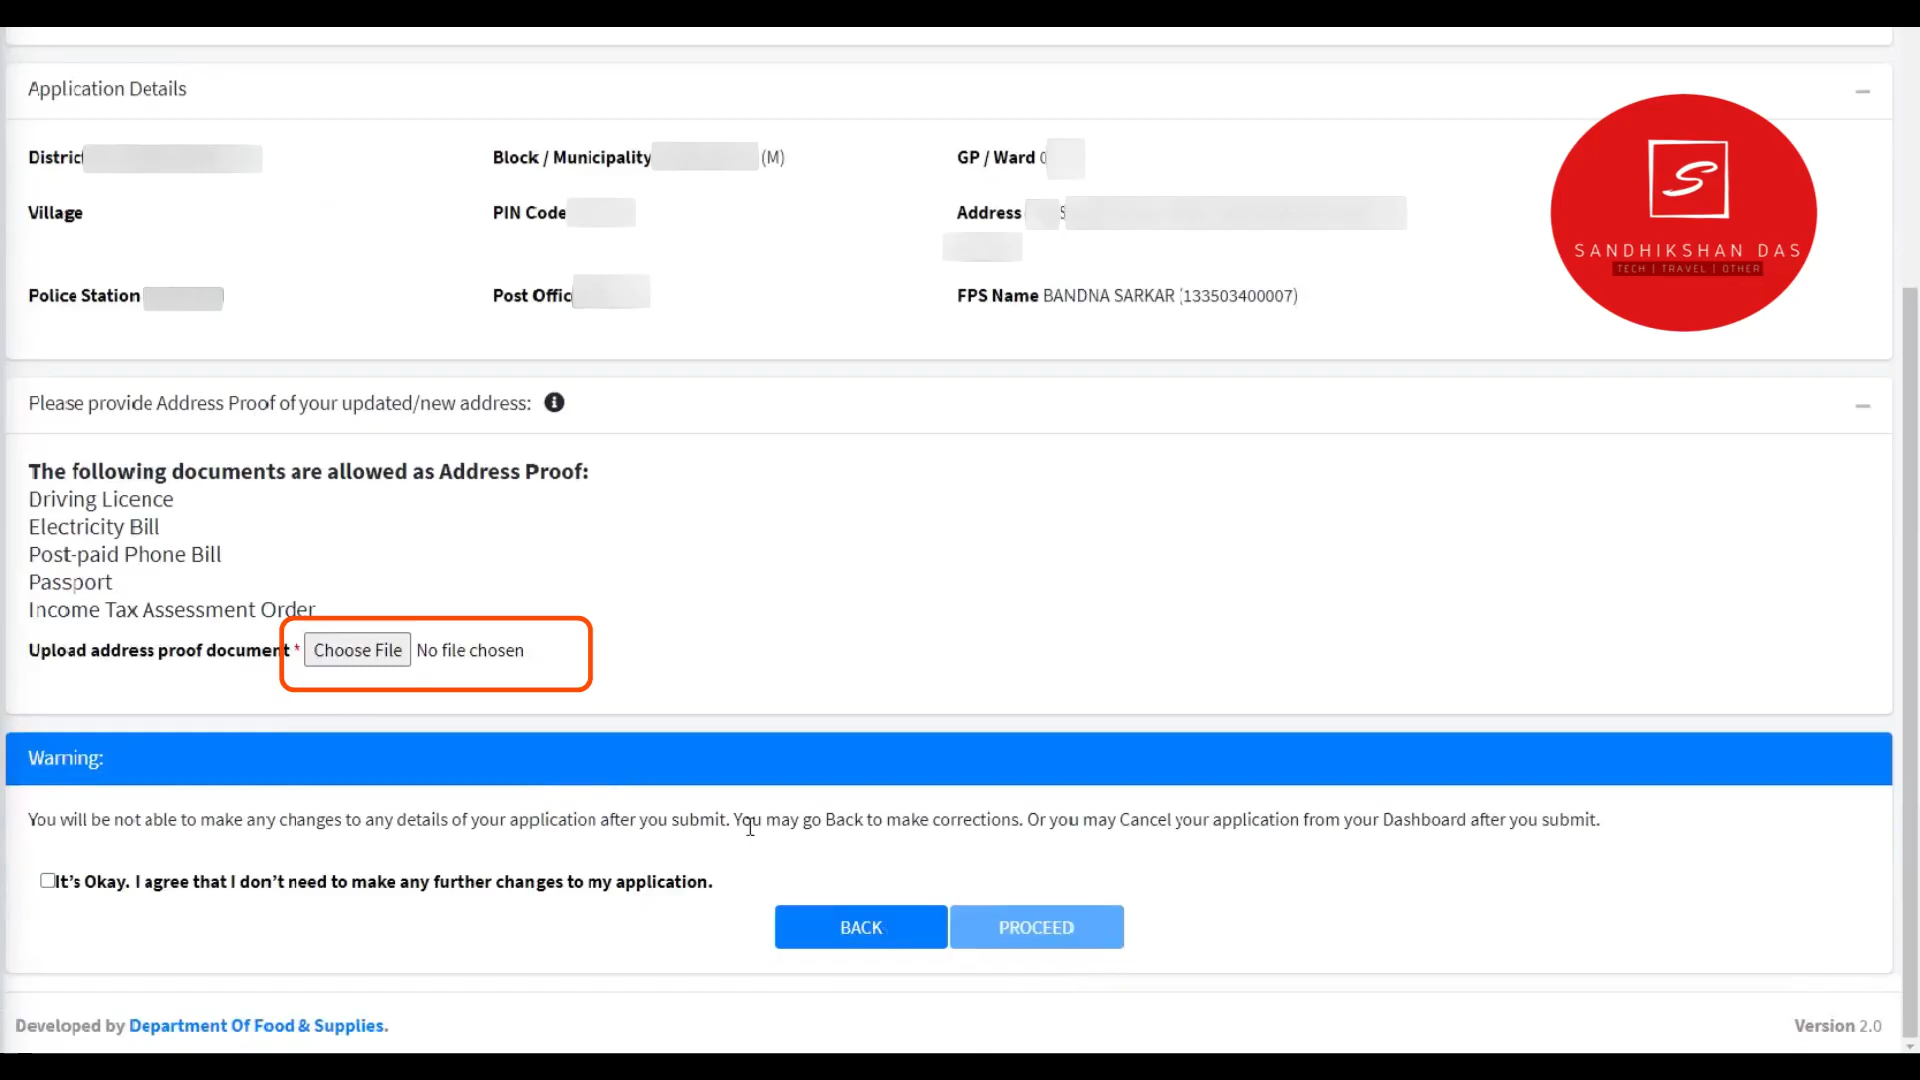 Application Details
District
Block / Municipality (M)
GP / Ward 0
Village
PIN Code
Address S
Police Station
Post Offic
FPS Name BANDNA SARKAR (133503400007)
SANDHIKSHAN DAS
TECH | TRAVEL | OTHER
Please provide Address Proof of your updated/new address:
The following documents are allowed as Address Proof:
Driving Licence
Electricity Bill
Post-paid Phone Bill
Passport
Income Tax Assessment Order
Upload address proof document * Choose File No file chosen
Warning:
You will be not able to make any changes to any details of your application after you submit. You may go Back to make corrections. Or you may Cancel your application from your Dashboard after you submit.
It's Okay. I agree that I don't need to make any further changes to my application.
BACK PROCEED
Developed by Department Of Food & Supplies.
Version 2.0